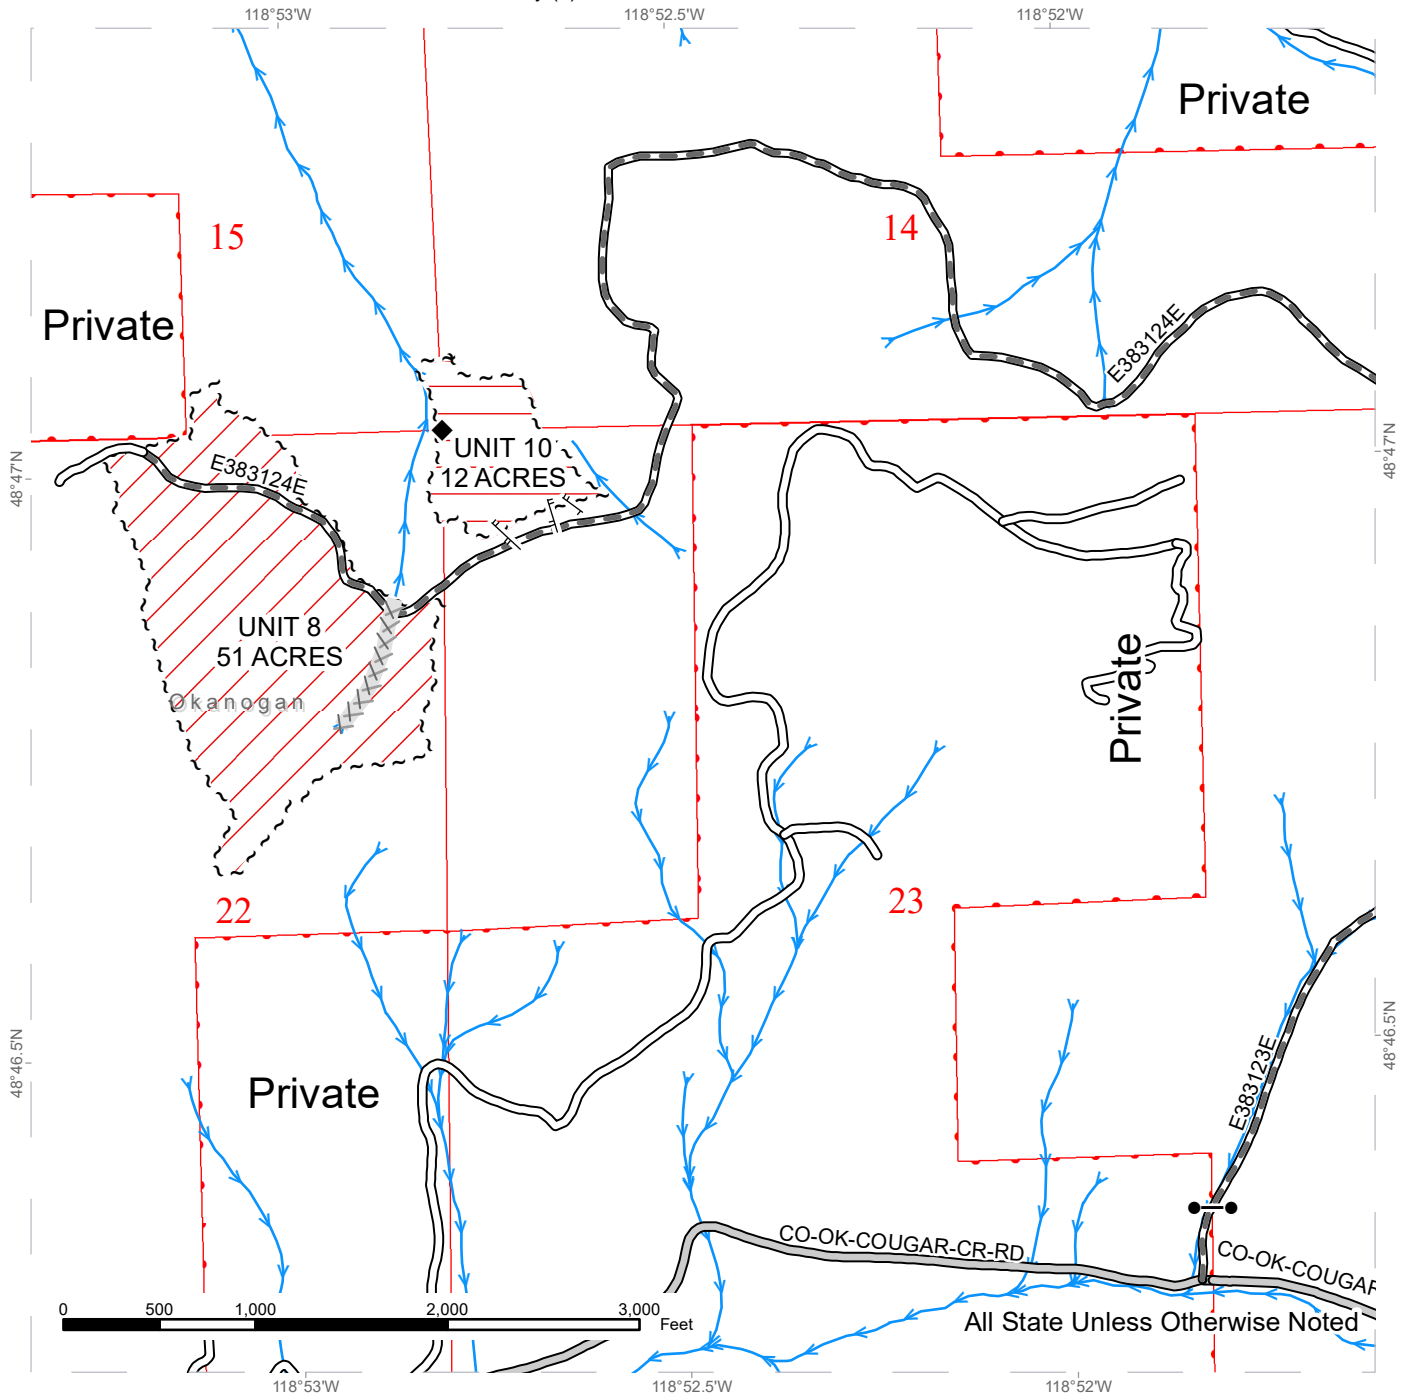 118°53'W
118°52.5'W
118°52'W
Private
15
14
Private
E383124E
48°47'N
48°47'N
UNIT 10
12 ACRES
E383124E
UNIT 8
51 ACRES
Okanogan
Private
22
23
48°46.5'N
48°46.5'N
Private
E383123E
CO-OK-COUGAR-CR-RD
CO-OK-COUGAR
0 500 1,000 2,000 3,000
Feet
All State Unless Otherwise Noted
118°53'W
118°52.5'W
118°52'W